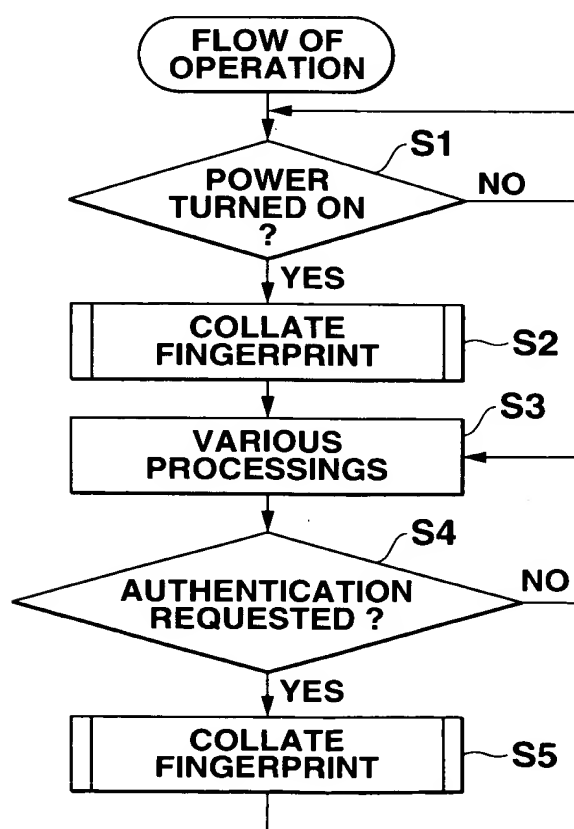 FLOW OF
OPERATION
S1
POWER
TURNED ON
?
NO
YES
COLLATE
FINGERPRINT
S2
S3
VARIOUS
PROCESSINGS
S4
AUTHENTICATION
REQUESTED ?
NO
YES
COLLATE
FINGERPRINT
S5